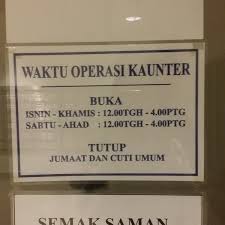 WAKTU OPERASI KAUNTER
BUKA
ISNIN - KHAMIS : 12.00TGH - 4.00PTG
SABTU - AHAD : 12.00TGH - 4.00PTG
TUTUP
JUMAAT DAN CUTI UMUM
SEMAK SAMAN